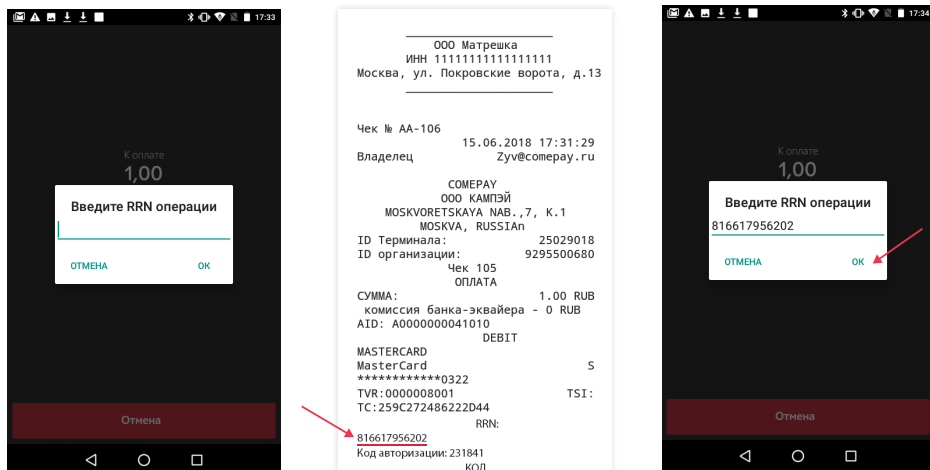 17:33
К оплате
1,00
Введите RRN операции
ОТМЕНА
ОК
Отмена
ООО Матрешка
ИНН 11111111111111111
Москва, ул. Покровские ворота, д.13
Чек № АА-106
15.06.2018 17:31:29
Владелец Zyv@comepay.ru
COMEPAY
ООО КАМПЭЙ
MOSKVORETSKAYA NAB.,7, K.1
MOSKVA, RUSSIAn
ID Терминала: 25029018
ID организации: 9295500680
Чек 105
ОПЛАТА
СУММА: 1.00 RUB
комиссия банка-эквайера - 0 RUB
AID: A0000000041010
DEBIT
MASTERCARD
MasterCard S
************0322
TVR:0000008001 TSI:
TC:259C272486222D44
RRN:
816617956202
Код авторизации: 231841
КОД
17:34
К оплате
1,00
Введите RRN операции
816617956202
ОТМЕНА
ОК
Отмена